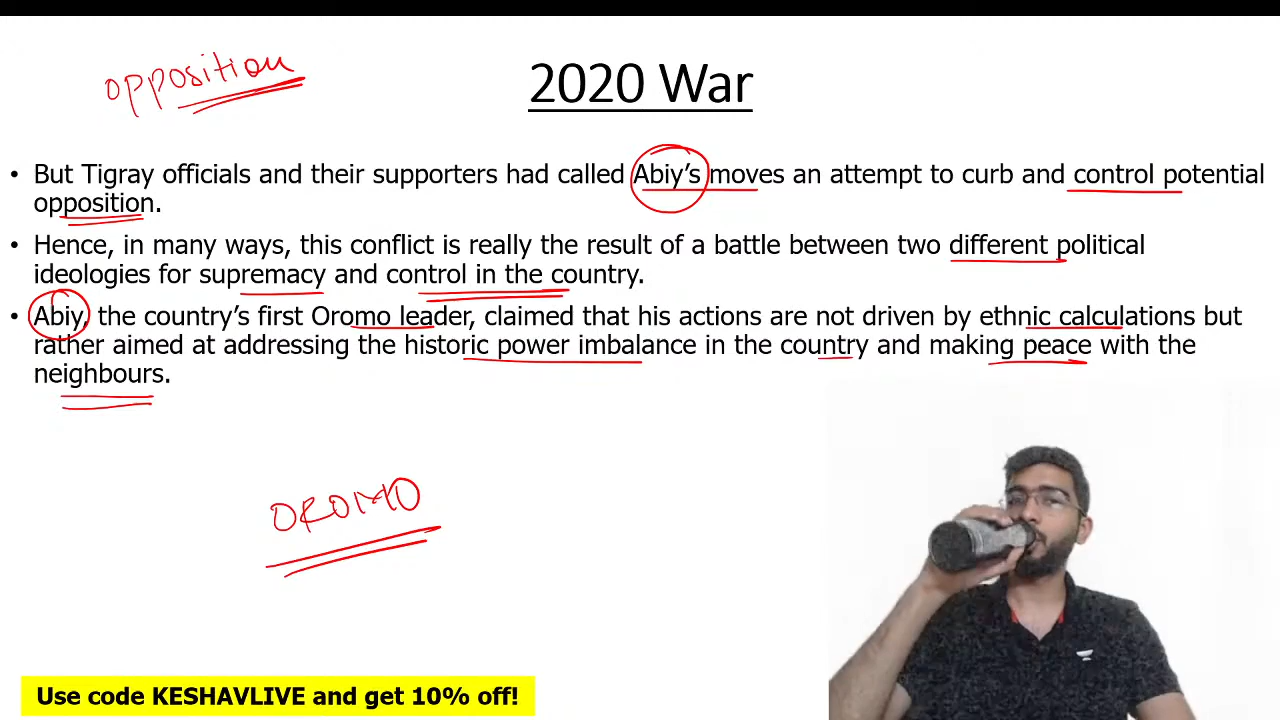 opposition
2020 War
• But Tigray officials and their supporters had called Abiy's moves an attempt to curb and control potential
opposition.
• Hence, in many ways, this conflict is really the result of a battle between two different political
ideologies for supremacy and control in the country.
• Abiy, the country's first Oromo leader, claimed that his actions are not driven by ethnic calculations but
rather aimed at addressing the historic power imbalance in the country and making peace with the
neighbours.
OROMO
Use code KESHAVLIVE and get 10% off!